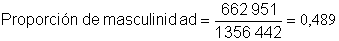 Proporción de masculinidad = 662 951 / 1356 442 = 0,489